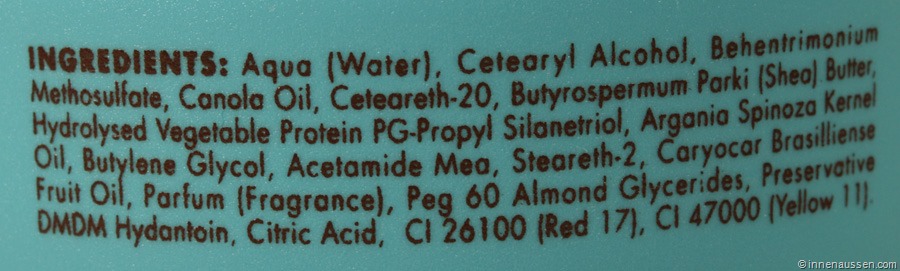 INGREDIENTS: Aqua (Water), Cetearyl Alcohol, Behentrimonium
Methosulfate, Canola Oil, Ceteareth-20, Butyrospermum Parki (Shea) Butter,
Hydrolysed Vegetable Protein PG-Propyl Silanetriol, Argania Spinoza Kernel
Oil, Butylene Glycol, Acetamide Mea, Steareth-2, Caryocar Brasilliense
Fruit Oil, Parfum (Fragrance), Peg 60 Almond Glycerides, Preservative
DMDM Hydantoin, Citric Acid, CI 26100 (Red 17), CI 47000 (Yellow 11).
© innenaussen.com